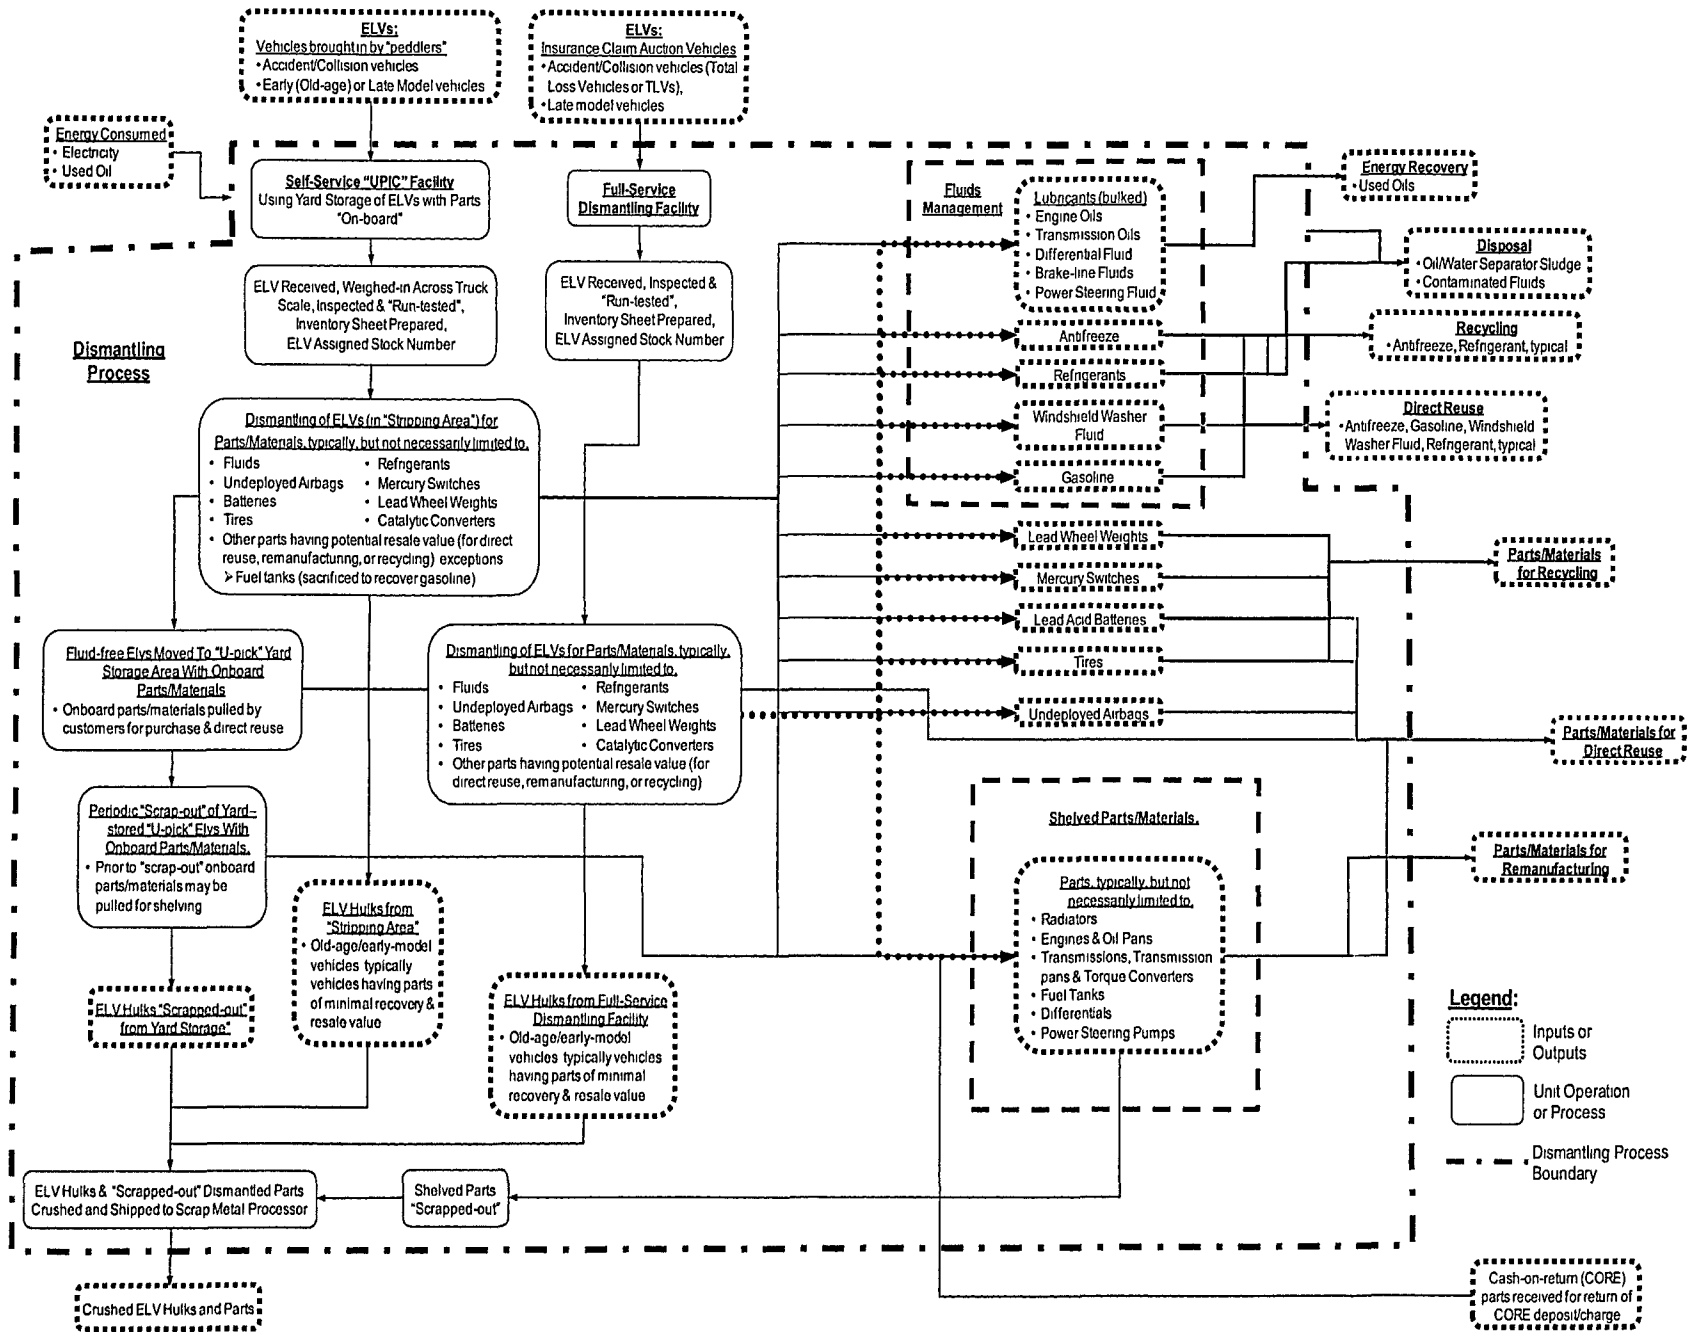 ELVs:
Vehicles brought in by "peddlers"
• Accident/Collision vehicles
• Early (Old-age) or Late Model vehicles
ELVs:
Insurance Claim Auction Vehicles
• Accident/Collision vehicles (Total
Loss Vehicles or TLVs),
• Late model vehicles
Energy Consumed
• Electricity
• Used Oil
Self-Service "UPIC" Facility
Using Yard Storage of ELVs with Parts
"On-board"
Full-Service
Dismantling Facility
ELV Received, Weighed-in Across Truck
Scale, Inspected & "Run-tested",
Inventory Sheet Prepared,
ELV Assigned Stock Number
ELV Received, Inspected &
"Run-tested",
Inventory Sheet Prepared,
ELV Assigned Stock Number
Dismantling
Process
Dismantling of ELVs (in "Stripping Area") for
Parts/Materials, typically, but not necessarily limited to,
• Fluids
• Undeployed Airbags
• Batteries
• Tires
• Refrigerants
• Mercury Switches
• Lead Wheel Weights
• Catalytic Converters
• Other parts having potential resale value (for direct
reuse, remanufacturing, or recycling) exceptions
➢ Fuel tanks (sacrificed to recover gasoline)
Fluid-free Elvs Moved To "U-pick" Yard
Storage Area With Onboard
Parts/Materials
• Onboard parts/materials pulled by
customers for purchase & direct reuse
Dismantling of ELVs for Parts/Materials, typically,
but not necessarily limited to,
• Fluids
• Undeployed Airbags
• Batteries
• Tires
• Refrigerants
• Mercury Switches
• Lead Wheel Weights
• Catalytic Converters
• Other parts having potential resale value (for
direct reuse, remanufacturing, or recycling)
Periodic "Scrap-out" of Yard–
stored "U-pick" Elvs With
Onboard Parts/Materials,
• Prior to "scrap-out" onboard
parts/materials may be
pulled for shelving
ELV Hulks from
"Stripping Area"
• Old-age/early-model
vehicles typically
vehicles having parts
of minimal recovery &
resale value
ELV Hulks "Scrapped-out"
from Yard Storage"
ELV Hulks from Full-Service
Dismantling Facility
• Old-age/early-model
vehicles typically vehicles
having parts of minimal
recovery & resale value
ELV Hulks & "Scrapped-out" Dismantled Parts
Crushed and Shipped to Scrap Metal Processor
Shelved Parts
"Scrapped-out"
Crushed ELV Hulks and Parts
Fluids
Management
Lubricants (bulked)
• Engine Oils
• Transmission Oils
• Differential Fluid
• Brake-line Fluids
• Power Steering Fluid
Antifreeze
Refrigerants
Windshield Washer
Fluid
Gasoline
Lead Wheel Weights
Mercury Switches
Lead Acid Batteries
Tires
Undeployed Airbags
Shelved Parts/Materials,
Parts, typically, but not
necessarily limited to,
• Radiators
• Engines & Oil Pans
• Transmissions, Transmission
pans & Torque Converters
• Fuel Tanks
• Differentials
• Power Steering Pumps
Energy Recovery
• Used Oils
Disposal
• Oil/Water Separator Sludge
• Contaminated Fluids
Recycling
• Antifreeze, Refrigerant, typical
Direct Reuse
• Antifreeze, Gasoline, Windshield
Washer Fluid, Refrigerant, typical
Parts/Materials
for Recycling
Parts/Materials for
Direct Reuse
Parts/Materials for
Remanufacturing
Legend:
Inputs or
Outputs
Unit Operation
or Process
Dismantling Process
Boundary
Cash-on-return (CORE)
parts received for return of
CORE deposit/charge